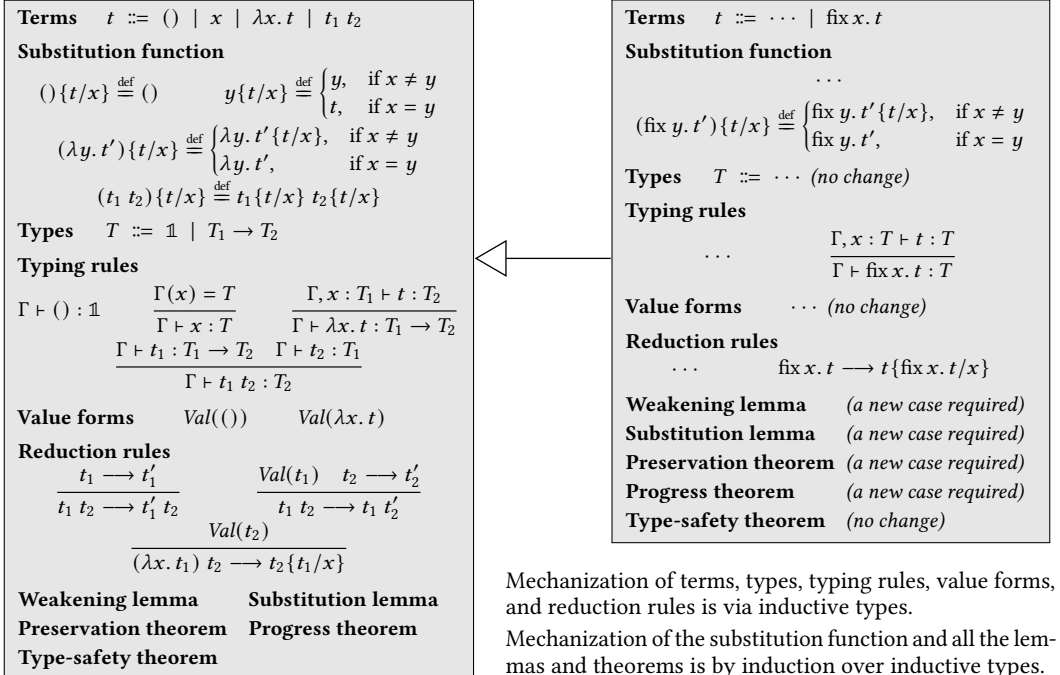 Terms t ::= () | x | λx. t | t₁ t₂
Substitution function
(){t/x} ≝ () y{t/x} ≝ { y, if x ≠ y
t, if x = y
(λy. t′){t/x} ≝ { λy. t′{t/x}, if x ≠ y
λy. t′, if x = y
(t₁ t₂){t/x} ≝ t₁{t/x} t₂{t/x}
Types T ::= 𝟙 | T₁ → T₂
Typing rules
Γ(x) = T Γ, x : T₁ ⊢ t : T₂
Γ ⊢ () : 𝟙
Γ ⊢ x : T Γ ⊢ λx. t : T₁ → T₂
Γ ⊢ t₁ : T₁ → T₂ Γ ⊢ t₂ : T₁
Γ ⊢ t₁ t₂ : T₂
Value forms Val(()) Val(λx. t)
Reduction rules
t₁ ⟶ t₁′ Val(t₁) t₂ ⟶ t₂′
t₁ t₂ ⟶ t₁′ t₂ t₁ t₂ ⟶ t₁ t₂′
Val(t₂)
(λx. t₁) t₂ ⟶ t₂{t₁/x}
Weakening lemma Substitution lemma
Preservation theorem Progress theorem
Type-safety theorem
Terms t ::= ··· | fix x. t
Substitution function
···
(fix y. t′){t/x} ≝ { fix y. t′{t/x}, if x ≠ y
fix y. t′, if x = y
Types T ::= ··· (no change)
Typing rules
Γ, x : T ⊢ t : T
···
Γ ⊢ fix x. t : T
Value forms ··· (no change)
Reduction rules
··· fix x. t ⟶ t{fix x. t/x}
Weakening lemma (a new case required)
Substitution lemma (a new case required)
Preservation theorem (a new case required)
Progress theorem (a new case required)
Type-safety theorem (no change)
Mechanization of terms, types, typing rules, value forms,
and reduction rules is via inductive types.
Mechanization of the substitution function and all the lem-
mas and theorems is by induction over inductive types.